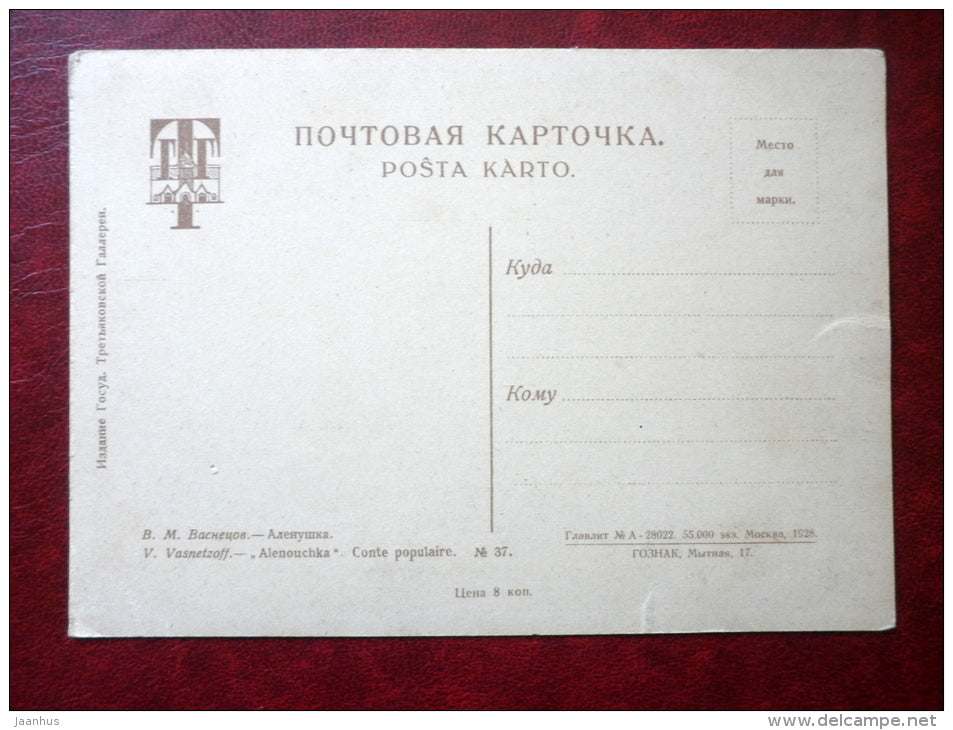 ПОЧТОВАЯ КАРТОЧКА.
POŜTA KÀRTO.
Место
для
марки.
Издание Госуд. Третьяковской Галлереи.
Куда
Кому
В. М. Васнецов.— Аленушка.
V. Vasnetzoff.— „Alenouchka“. Conte populaire. № 37.
Главлит № А - 28022. 55.000 экз. Москва, 1928.
ГОЗНАК, Мытная, 17.
Цена 8 коп.
jaanhus
www.delcampe.net